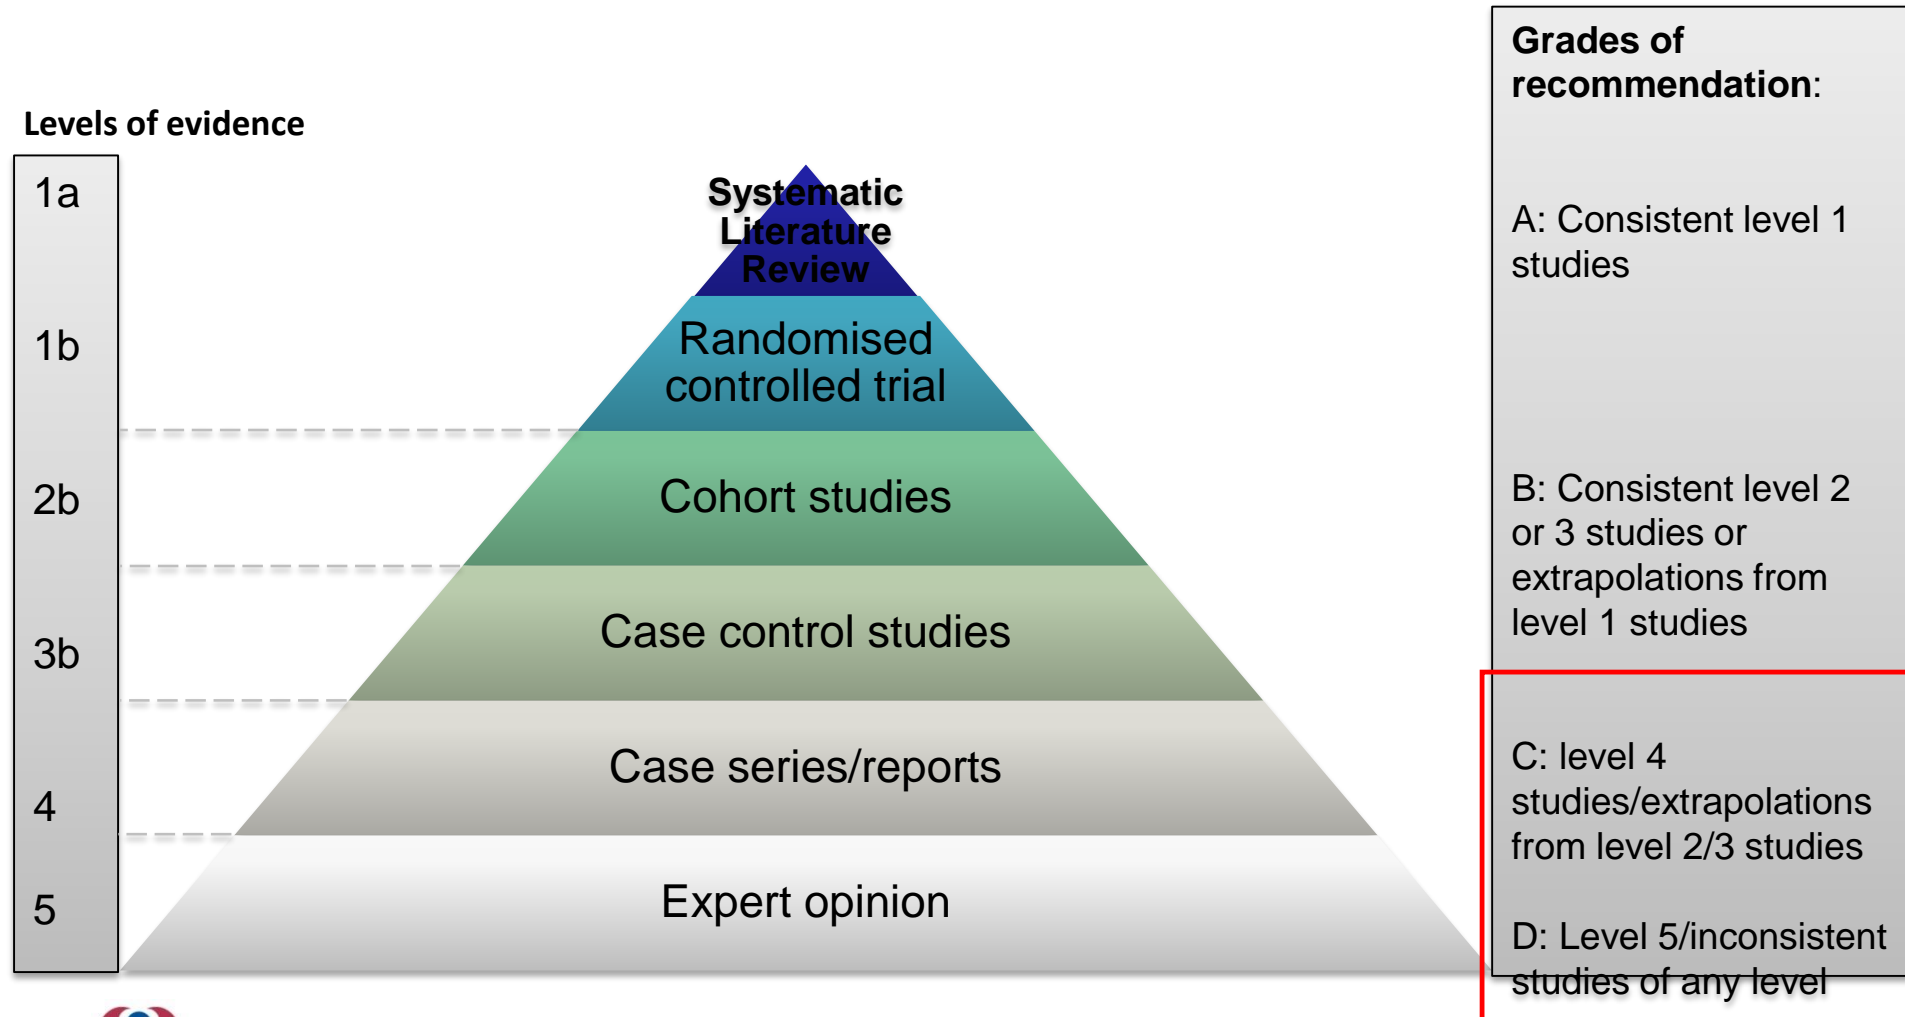 Levels of evidence
1a
1b
2b
3b
4
5
Systematic
Literature
Review
Randomised
controlled trial
Cohort studies
Case control studies
Case series/reports
Expert opinion
Grades of
recommendation:
A: Consistent level 1
studies
B: Consistent level 2
or 3 studies or
extrapolations from
level 1 studies
C: level 4
studies/extrapolations
from level 2/3 studies
D: Level 5/inconsistent
studies of any level